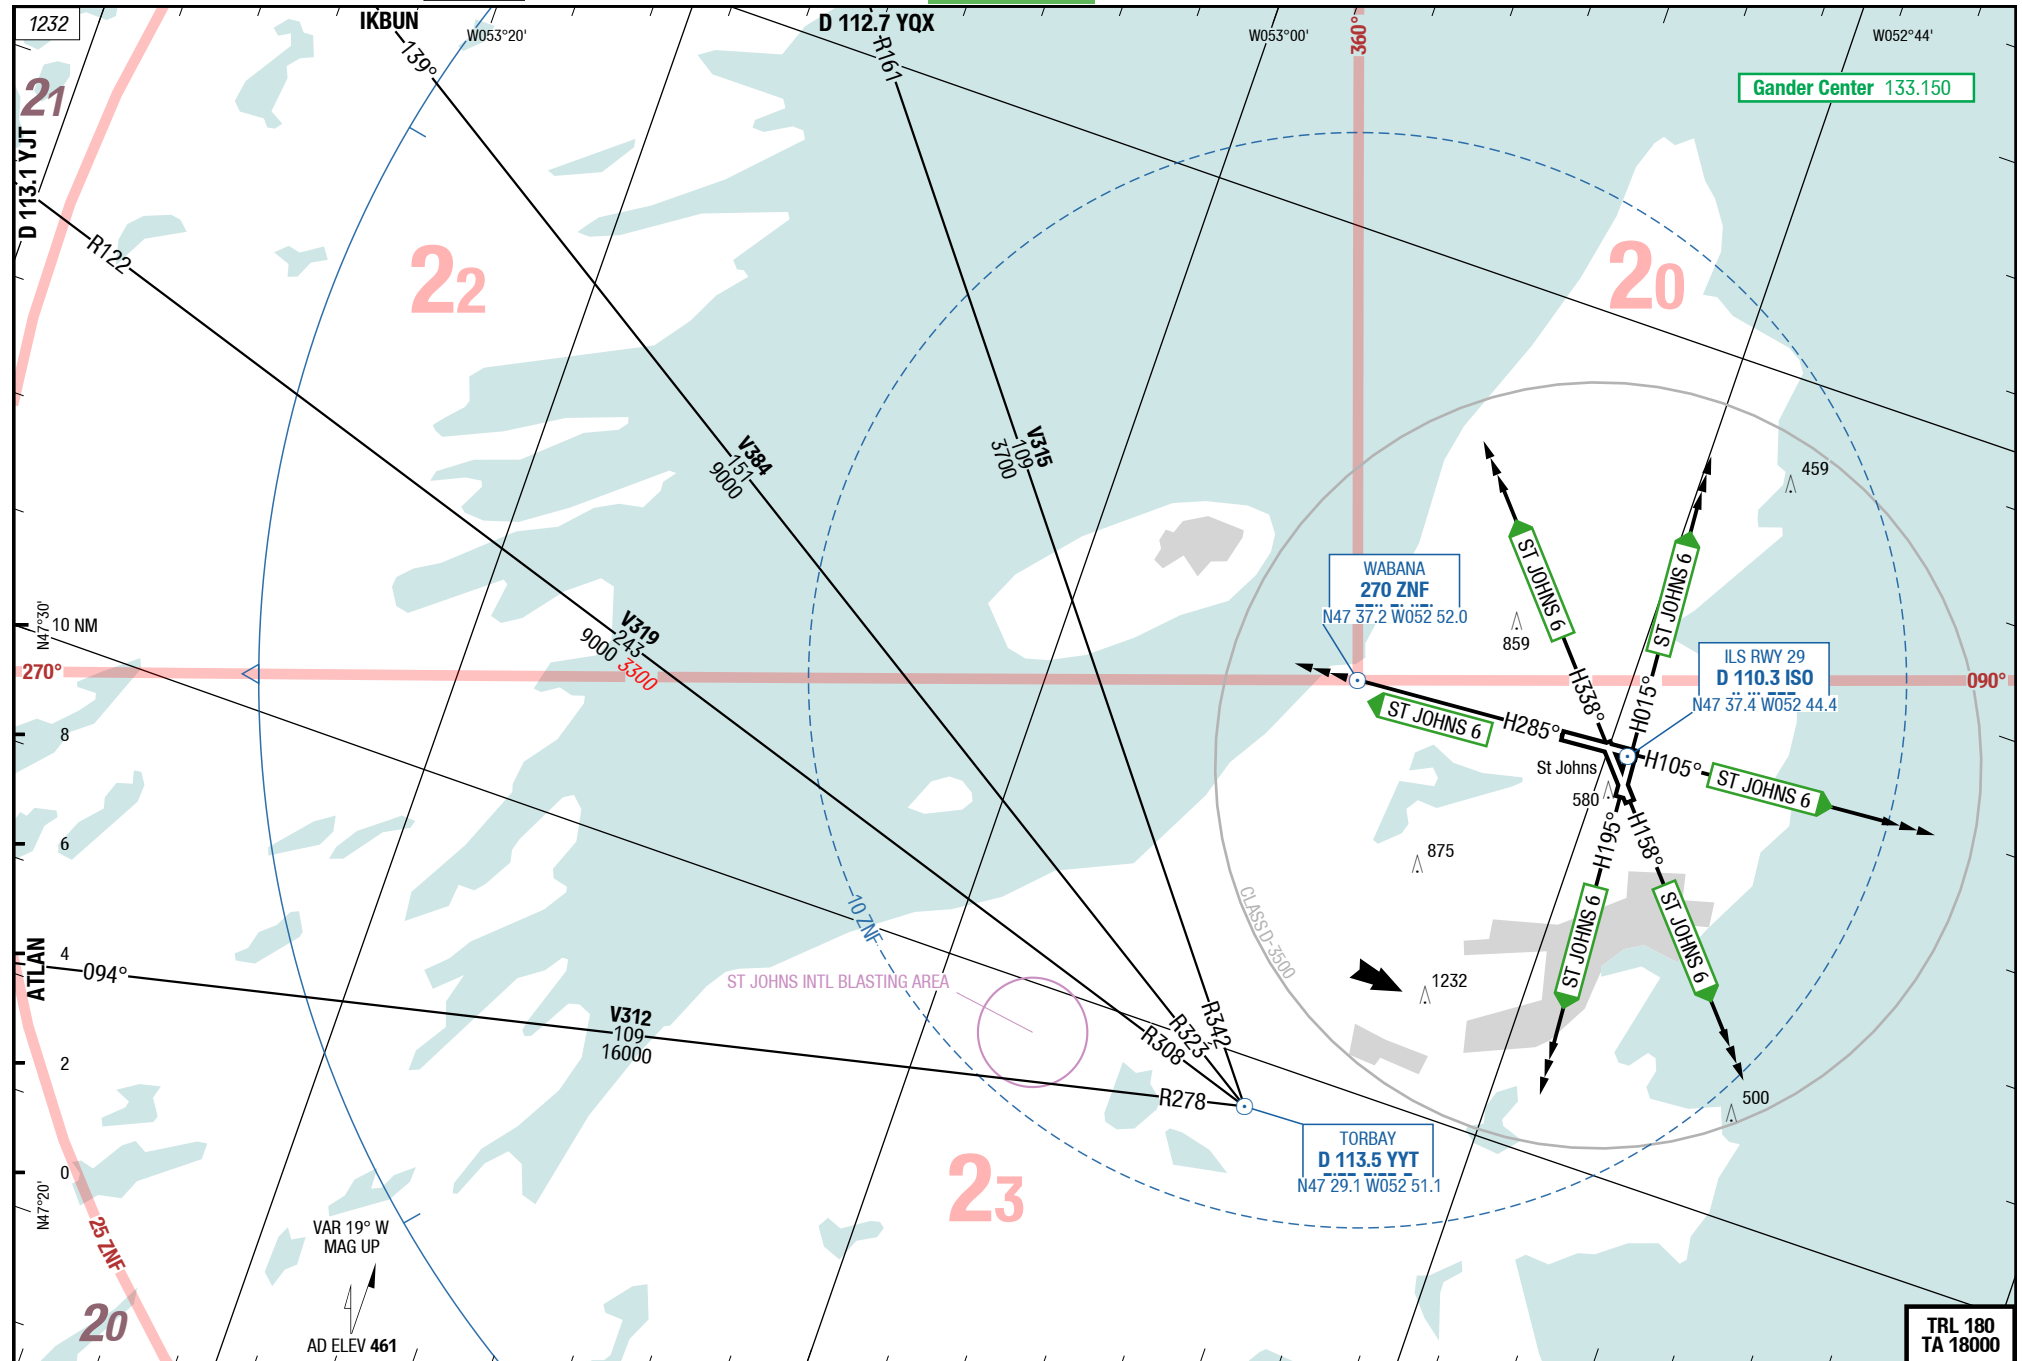 1232
IKBUN
W053°20'
D 112.7 YQX
W053°00'
360°
W052°44'
139°
R161
Gander Center 133.150
21
D 113.1 YJT
R122
22
20
V384
151
9000
V315
109
3700
459
ST JOHNS 6
ST JOHNS 6
WABANA
270 ZNF
N47 37.2 W052 52.0
859
N47°30'
10 NM
V319
243
9000 3300
270°
090°
ILS RWY 29
D 110.3 ISO
N47 37.4 W052 44.4
H338°
H015°
ST JOHNS 6
H285°
8
St Johns
H105°
ST JOHNS 6
580
6
H195°
H158°
875
CLASS D-3500
10 ZNF
ST JOHNS 6
ST JOHNS 6
ATLAN
4
094°
ST JOHNS INTL BLASTING AREA
1232
V312
109
16000
R342
R323
R308
2
R278
500
TORBAY
D 113.5 YYT
N47 29.1 W052 51.1
0
23
N47°20'
25 ZNF
VAR 19° W
MAG UP
20
AD ELEV 461
TRL 180
TA 18000